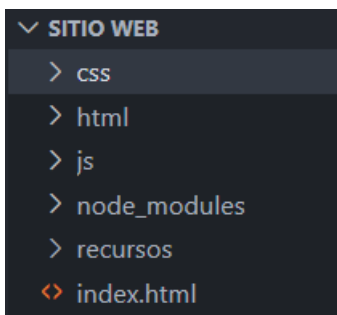 SITIO WEB
css
html
js
node_modules
recursos
<> index.html